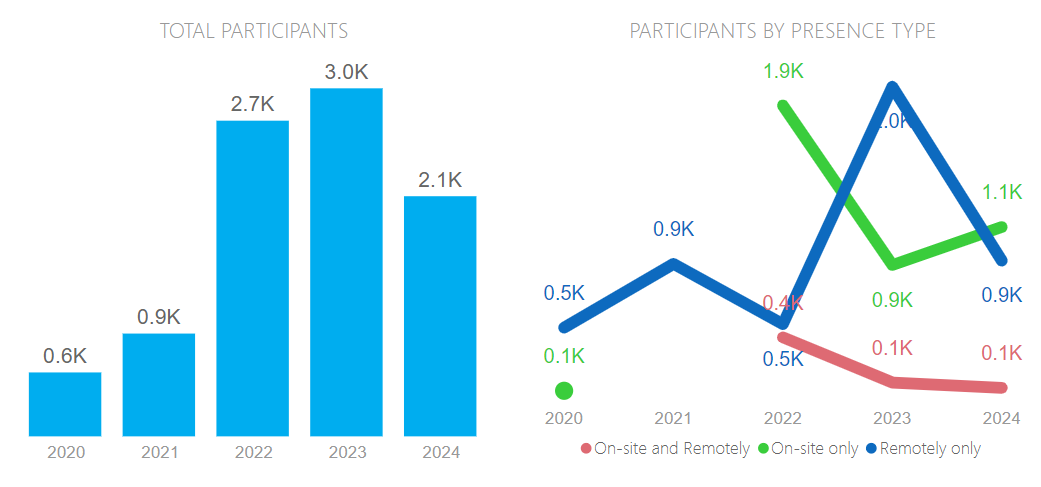 TOTAL PARTICIPANTS
3.0K
2.7K
2.1K
0.9K
0.6K
2020 2021 2022 2023 2024
PARTICIPANTS BY PRESENCE TYPE
1.9K
.0K
1.1K
0.9K
0.5K
0.4K
0.9K
0.9K
0.1K
0.5K
0.1K
0.1K
2020 2021 2022 2023 2024
On-site and Remotely On-site only Remotely only